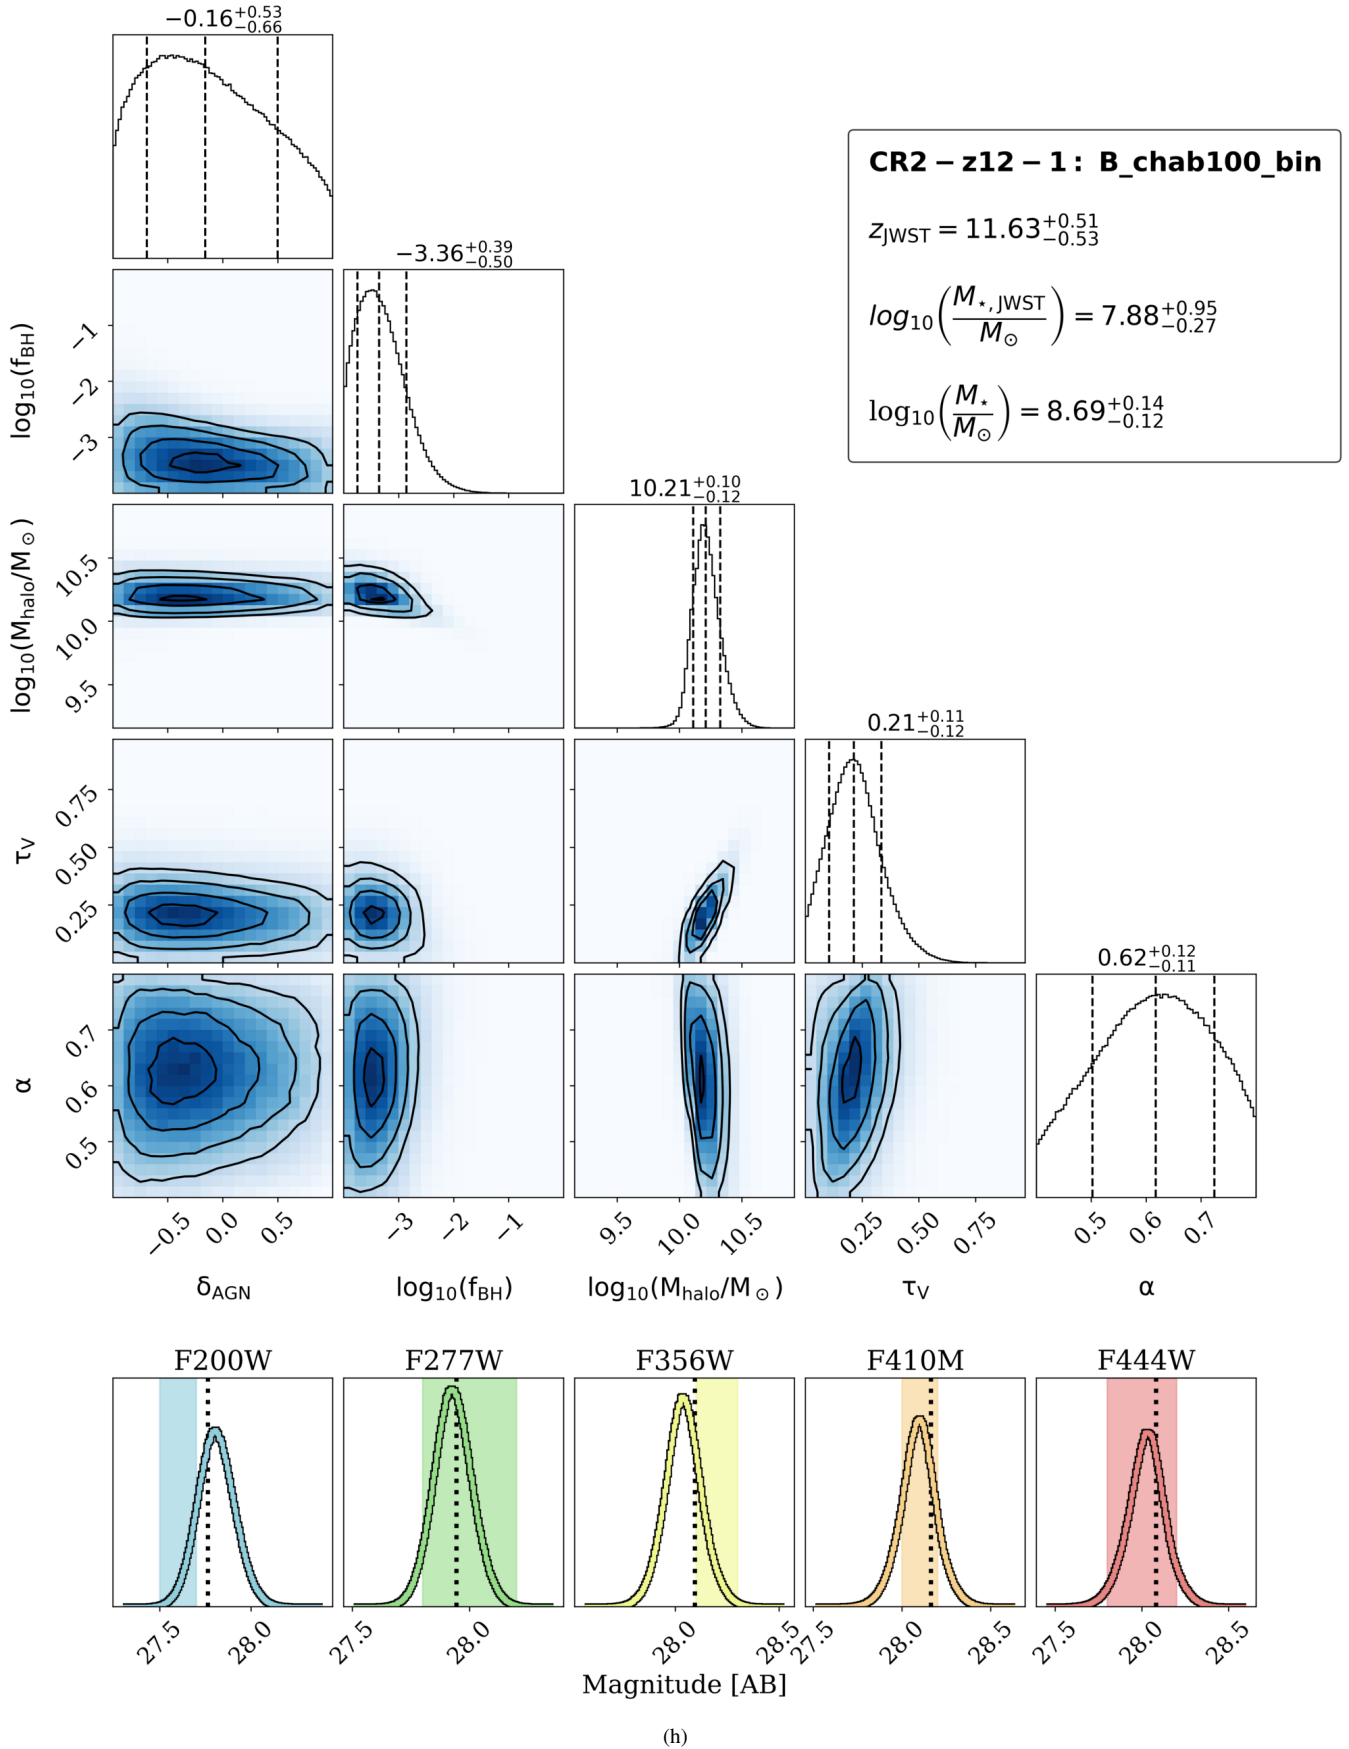 −0.16+0.53−0.66
CR2 − z12 − 1 : B_chab100_bin
zJWST = 11.63+0.51−0.53
−3.36+0.39−0.50
log10(M⋆,JWST/M⊙) = 7.88+0.95−0.27
log10(fBH)
−1
−2
−3
log10(M⋆/M⊙) = 8.69+0.14−0.12
10.21+0.10−0.12
log10(Mhalo/M⊙)
10.5
10.0
9.5
0.21+0.11−0.12
τV
0.75
0.50
0.25
0.62+0.12−0.11
α
0.7
0.6
0.5
−0.5 0.0 0.5 −3 −2 −1 9.5 10.0 10.5 0.25 0.50 0.75 0.5 0.6 0.7
δAGN log10(fBH) log10(Mhalo/M⊙) τV α
F200W F277W F356W F410M F444W
27.5 28.0 27.5 28.0 28.0 28.5 27.5 28.0 28.5 27.5 28.0 28.5
Magnitude [AB]
(h)